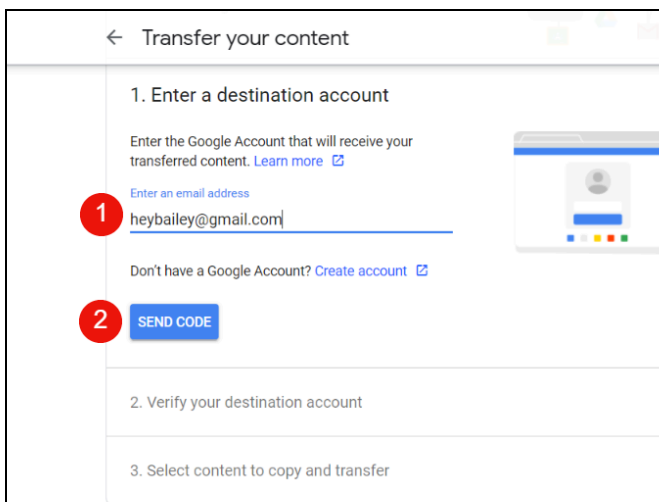 Transfer your content
1. Enter a destination account
Enter the Google Account that will receive your
transferred content. Learn more
Enter an email address
1
heybailey@gmail.com
Don't have a Google Account? Create account
2
SEND CODE
2. Verify your destination account
3. Select content to copy and transfer